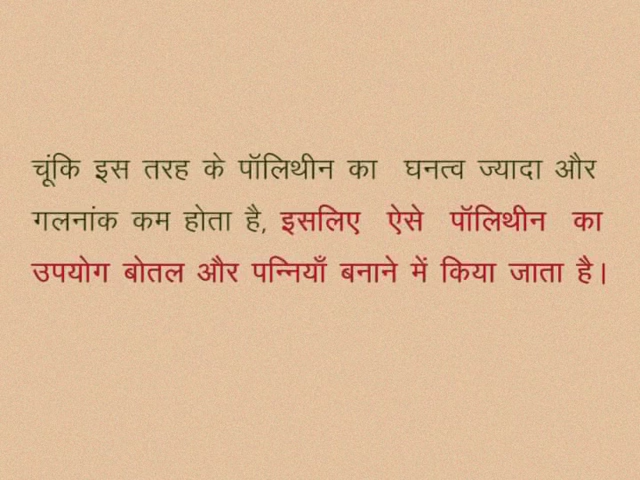 चूंकि इस तरह के पॉलिथीन का घनत्व ज्यादा और
गलनांक कम होता है, इसलिए ऐसे पॉलिथीन का
उपयोग बोतल और पन्नियाँ बनाने में किया जाता है।